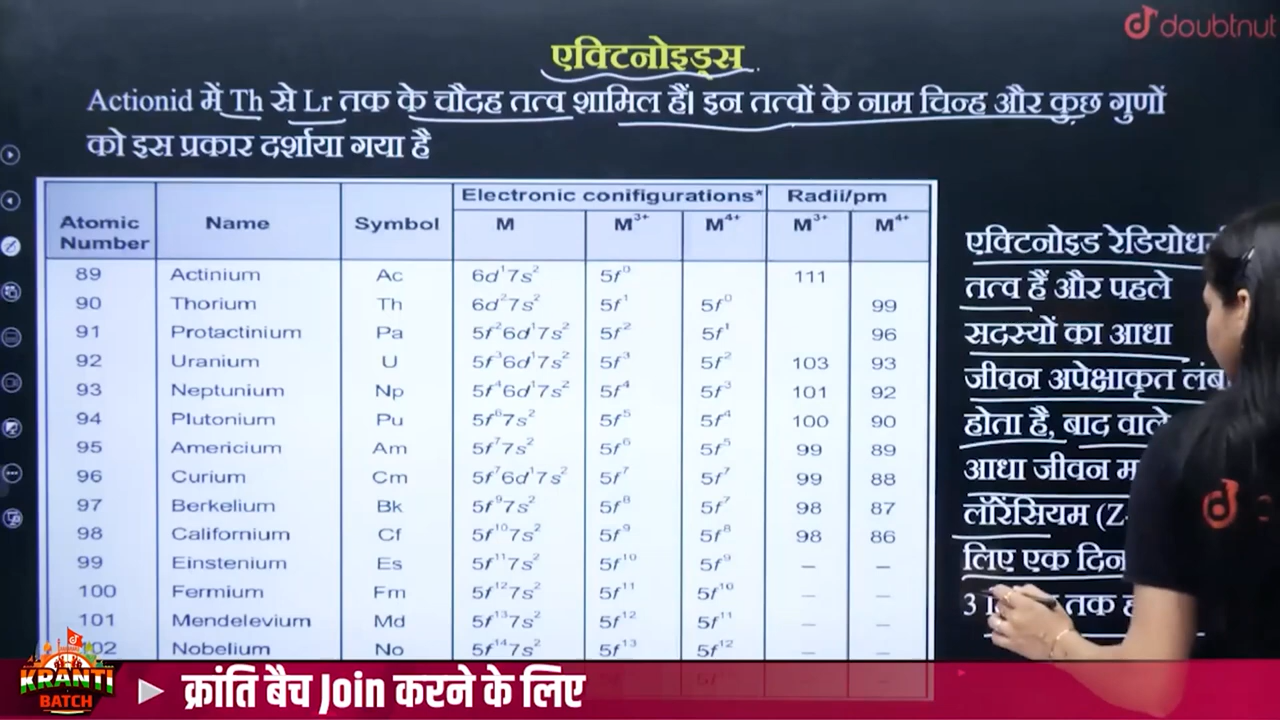 doubtnut
एक्टिनोइड्स
Actionid में Th से Lr तक के चौदह तत्व शामिल हैं। इन तत्वों के नाम चिन्ह और कुछ गुणों
को इस प्रकार दर्शाया गया है
Electronic conifigurations* Radii/pm
Atomic Number Name Symbol M M³⁺ M⁴⁺ M³⁺ M⁴⁺
89 Actinium Ac 6d¹7s² 5f⁰ 111
90 Thorium Th 6d²7s² 5f¹ 5f⁰ 99
91 Protactinium Pa 5f²6d¹7s² 5f² 5f¹ 96
92 Uranium U 5f³6d¹7s² 5f³ 5f² 103 93
93 Neptunium Np 5f⁴6d¹7s² 5f⁴ 5f³ 101 92
94 Plutonium Pu 5f⁶7s² 5f⁵ 5f⁴ 100 90
95 Americium Am 5f⁷7s² 5f⁶ 5f⁵ 99 89
96 Curium Cm 5f⁷6d¹7s² 5f⁷ 5f⁷ 99 88
97 Berkelium Bk 5f⁹7s² 5f⁸ 5f⁷ 98 87
98 Californium Cf 5f¹⁰7s² 5f⁹ 5f⁸ 98 86
99 Einstenium Es 5f¹¹7s² 5f¹⁰ 5f⁹ – –
100 Fermium Fm 5f¹²7s² 5f¹¹ 5f¹⁰ – –
101 Mendelevium Md 5f¹³7s² 5f¹² 5f¹¹ – –
102 Nobelium No 5f¹⁴7s² 5f¹³ 5f¹² – –
एक्टिनोइड
तत्व हैं और पहले
सदस्यों का आधा
जीवन अपेक्षाकृत
होता है, बाद वाले
आधा जीवन
लॉरेंसियम (Z
लिए एक दिन
3 तक
KRANTI
BATCH
क्रांति बैच Join करने के लिए